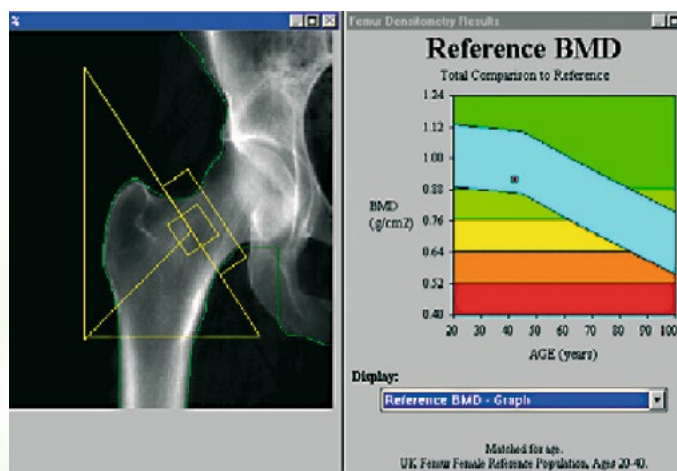 Femur Densitometry Results
Reference BMD
Total Comparison to Reference
1.24
1.12
1.00
0.88
0.76
0.64
0.52
0.40
BMD
(g/cm2)
20 30 40 50 60 70 80 90 100
AGE (years)
Display:
Reference BMD - Graph
Matched for age.
UK Femur Female Reference Population, Ages 20-40.